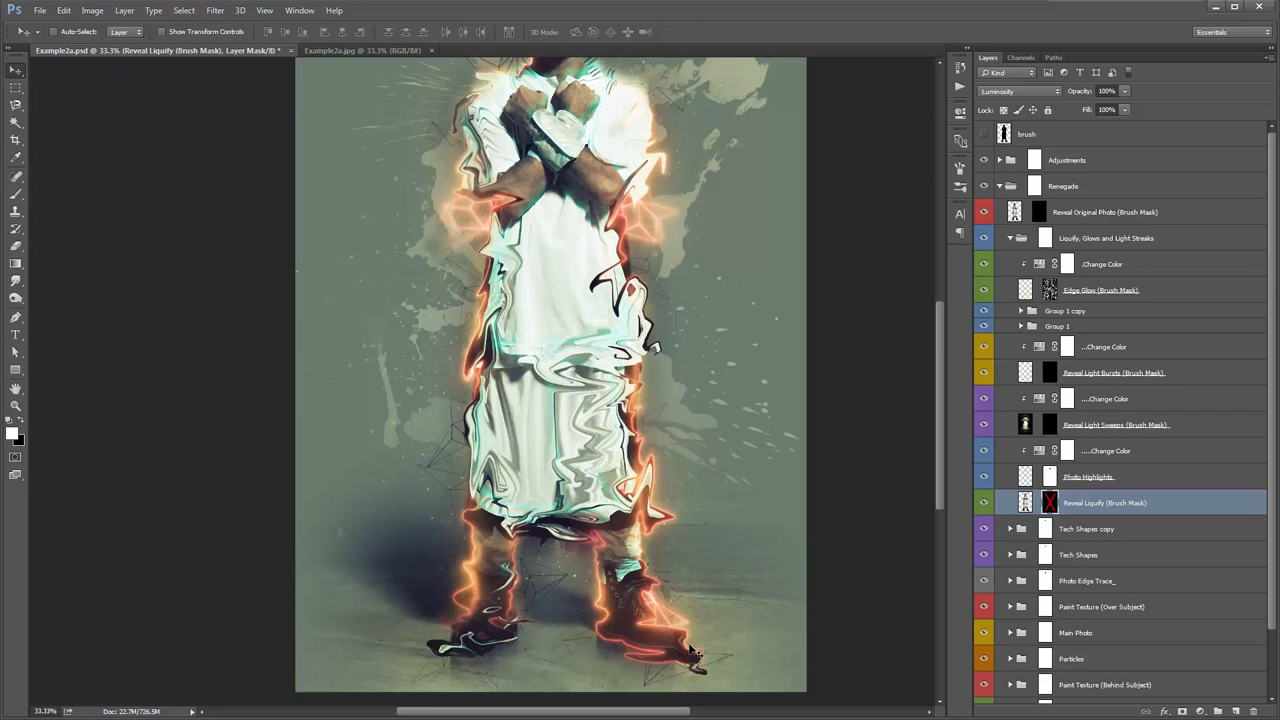 Ps File Edit Image Layer Type Select Filter 3D View Window Help
Auto-Select: Layer Show Transform Controls 3D Mode: Essentials
Example2a.psd @ 33.3% (Reveal Liquify (Brush Mask), Layer Mask/8) * × Example2a.jpg @ 33.3% (RGB/8#) ×
Layers Channels Paths
Kind
Luminosity Opacity: 100%
Lock: Fill: 100%
brush
Adjustments
Renegade
Reveal Original Photo (Brush Mask)
Liquify, Glows and Light Streaks
.Change Color
Edge Glow (Brush Mask)
Group 1 copy
Group 1
...Change Color
Reveal Light Bursts (Brush Mask)
....Change Color
Reveal Light Sweeps (Brush Mask)
.....Change Color
Photo Highlights
Reveal Liquify (Brush Mask)
Tech Shapes copy
Tech Shapes
Photo Edge Trace_
Paint Texture (Over Subject)
Main Photo
Particles
Paint Texture (Behind Subject)
33.33% Doc: 22.7M/726.5M